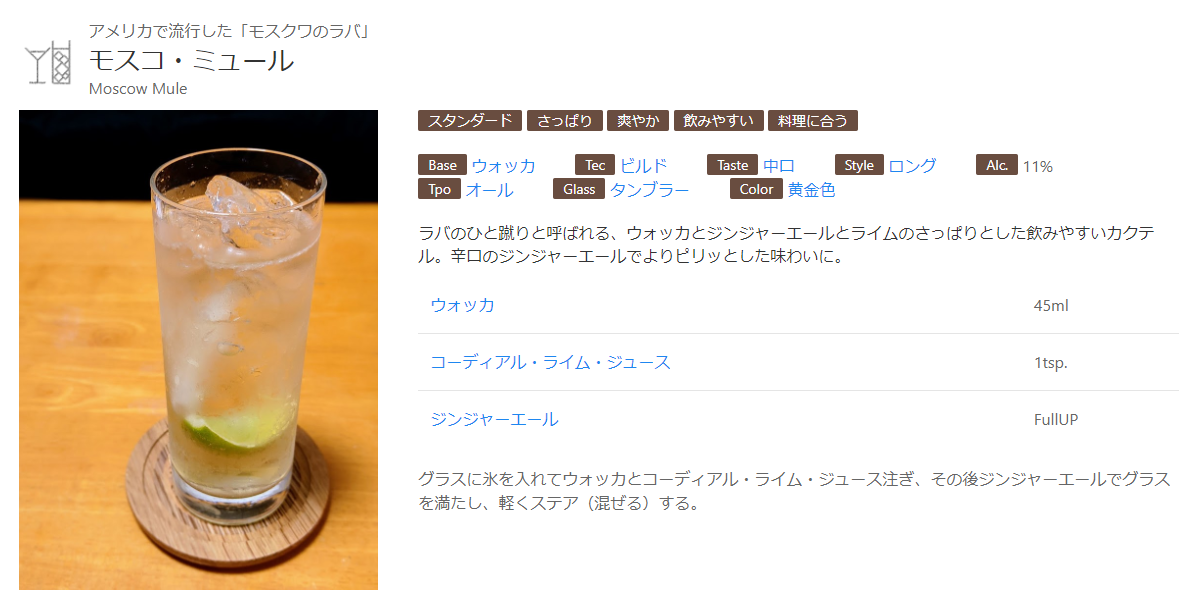 アメリカで流行した「モスクワのラバ」
モスコ・ミュール
Moscow Mule
スタンダード さっぱり 爽やか 飲みやすい 料理に合う
Base ウォッカ Tec ビルド Taste 中口 Style ロング Alc. 11%
Tpo オール Glass タンブラー Color 黄金色
ラバのひと蹴りと呼ばれる、ウォッカとジンジャーエールとライムのさっぱりとした飲みやすいカクテ
ル。辛口のジンジャーエールでよりピリッとした味わいに。
ウォッカ 45ml
コーディアル・ライム・ジュース 1tsp.
ジンジャーエール FullUP
グラスに氷を入れてウォッカとコーディアル・ライム・ジュース注ぎ、その後ジンジャーエールでグラス
を満たし、軽くステア（混ぜる）する。